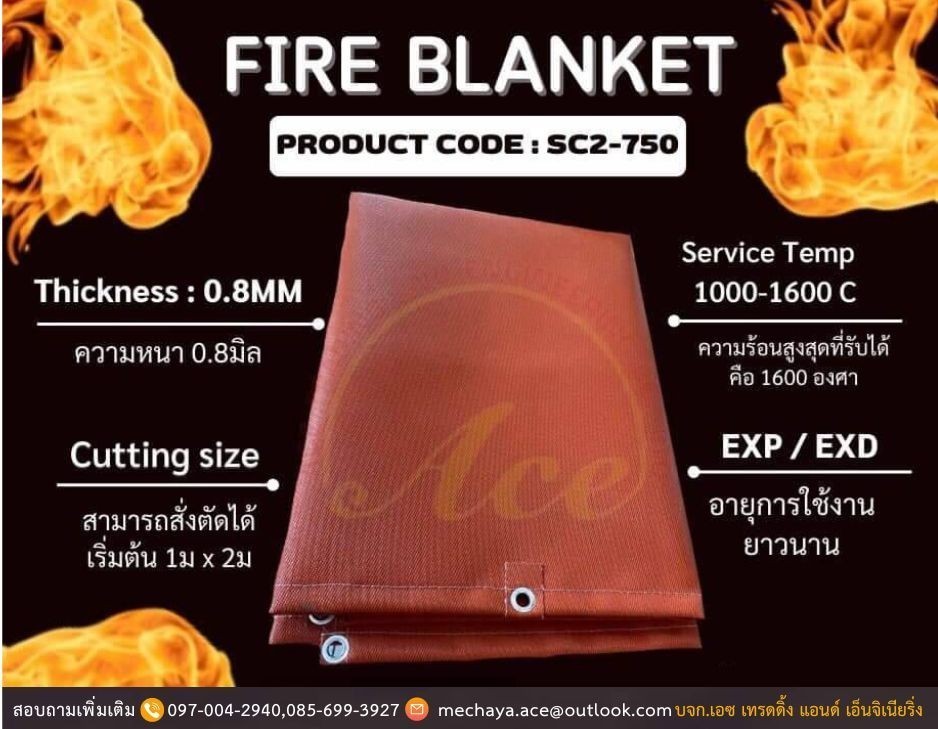 FIRE BLANKET
PRODUCT CODE : SC2-750
Thickness : 0.8MM
ความหนา 0.8มิล
Service Temp
1000-1600 C
ความร้อนสูงสุดที่รับได้
คือ 1600 องศา
Cutting size
สามารถสั่งตัดได้
เริ่มต้น 1ม x 2ม
EXP / EXD
อายุการใช้งาน
ยาวนาน
Ace
สอบถามเพิ่มเติม 097-004-2940,085-699-3927 mechaya.ace@outlook.com บจก.เอซ เทรดดิ้ง แอนด์ เอ็นจิเนียริ่ง